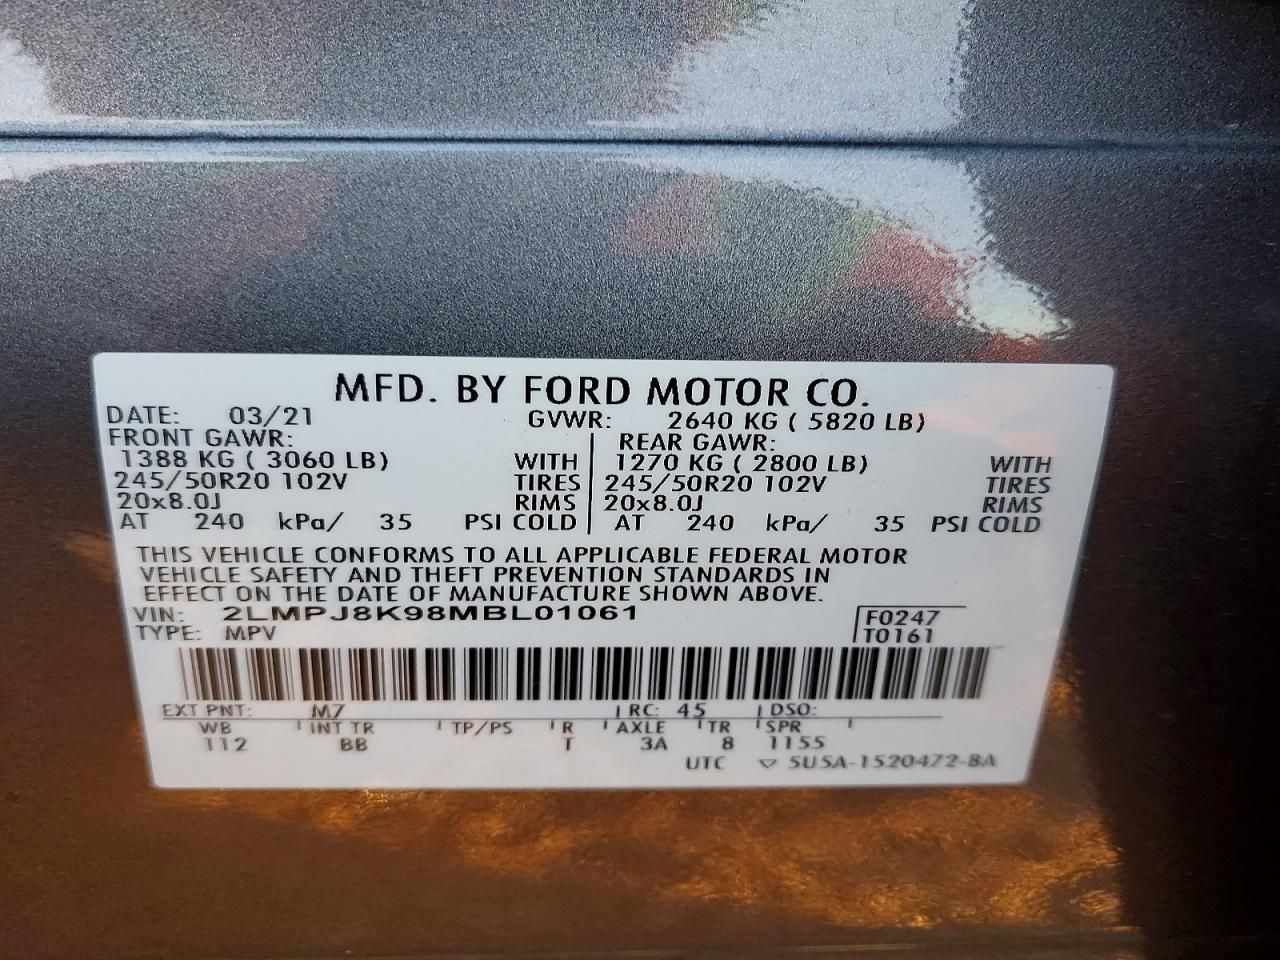 MFD. BY FORD MOTOR CO.
DATE: 03/21 GVWR: 2640 KG ( 5820 LB)
FRONT GAWR: REAR GAWR:
1388 KG ( 3060 LB) WITH 1270 KG ( 2800 LB) WITH
245/50R20 102V TIRES 245/50R20 102V TIRES
20x8.0J RIMS 20x8.0J RIMS
AT 240 kPa/ 35 PSI COLD AT 240 kPa/ 35 PSI COLD
THIS VEHICLE CONFORMS TO ALL APPLICABLE FEDERAL MOTOR
VEHICLE SAFETY AND THEFT PREVENTION STANDARDS IN
EFFECT ON THE DATE OF MANUFACTURE SHOWN ABOVE.
VIN: 2LMPJ8K98MBL01061 F0247
TYPE: MPV T0161
EXT PNT: M7 RC: 45 DSO:
WB INT TR TP/PS R AXLE TR SPR
112 BB T 3A 8 1155
UTC ▽ 5U5A-1520472-BA